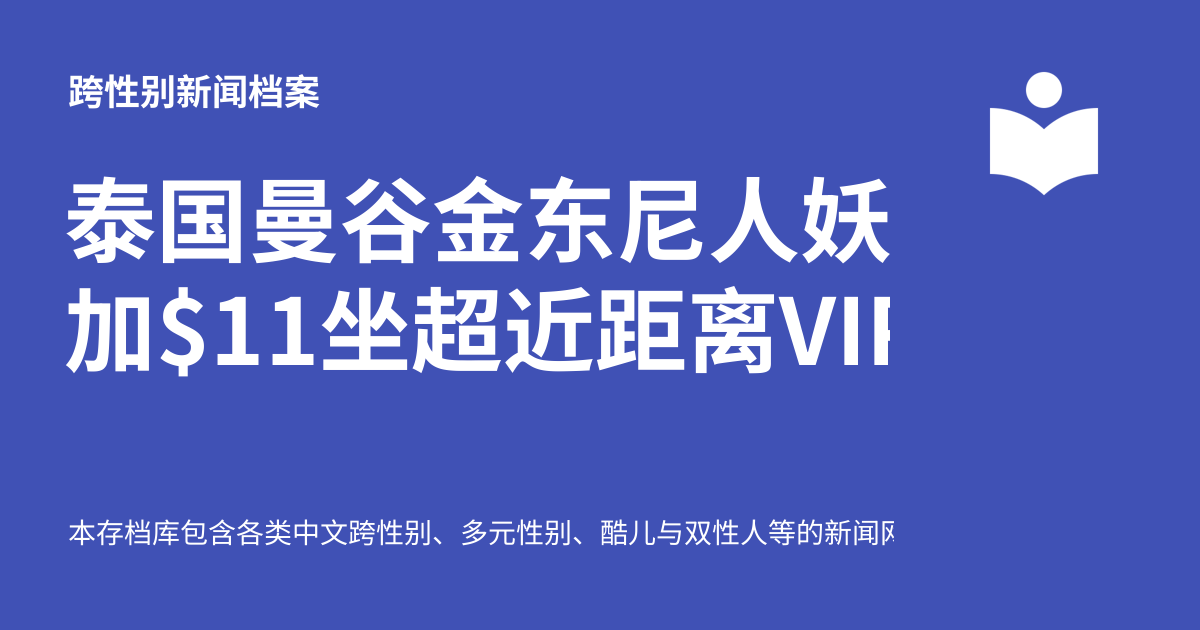 跨性别新闻档案
泰国曼谷金东尼人妖
加$11坐超近距离VI
本存档库包含各类中文跨性别、多元性别、酷儿与双性人等的新闻